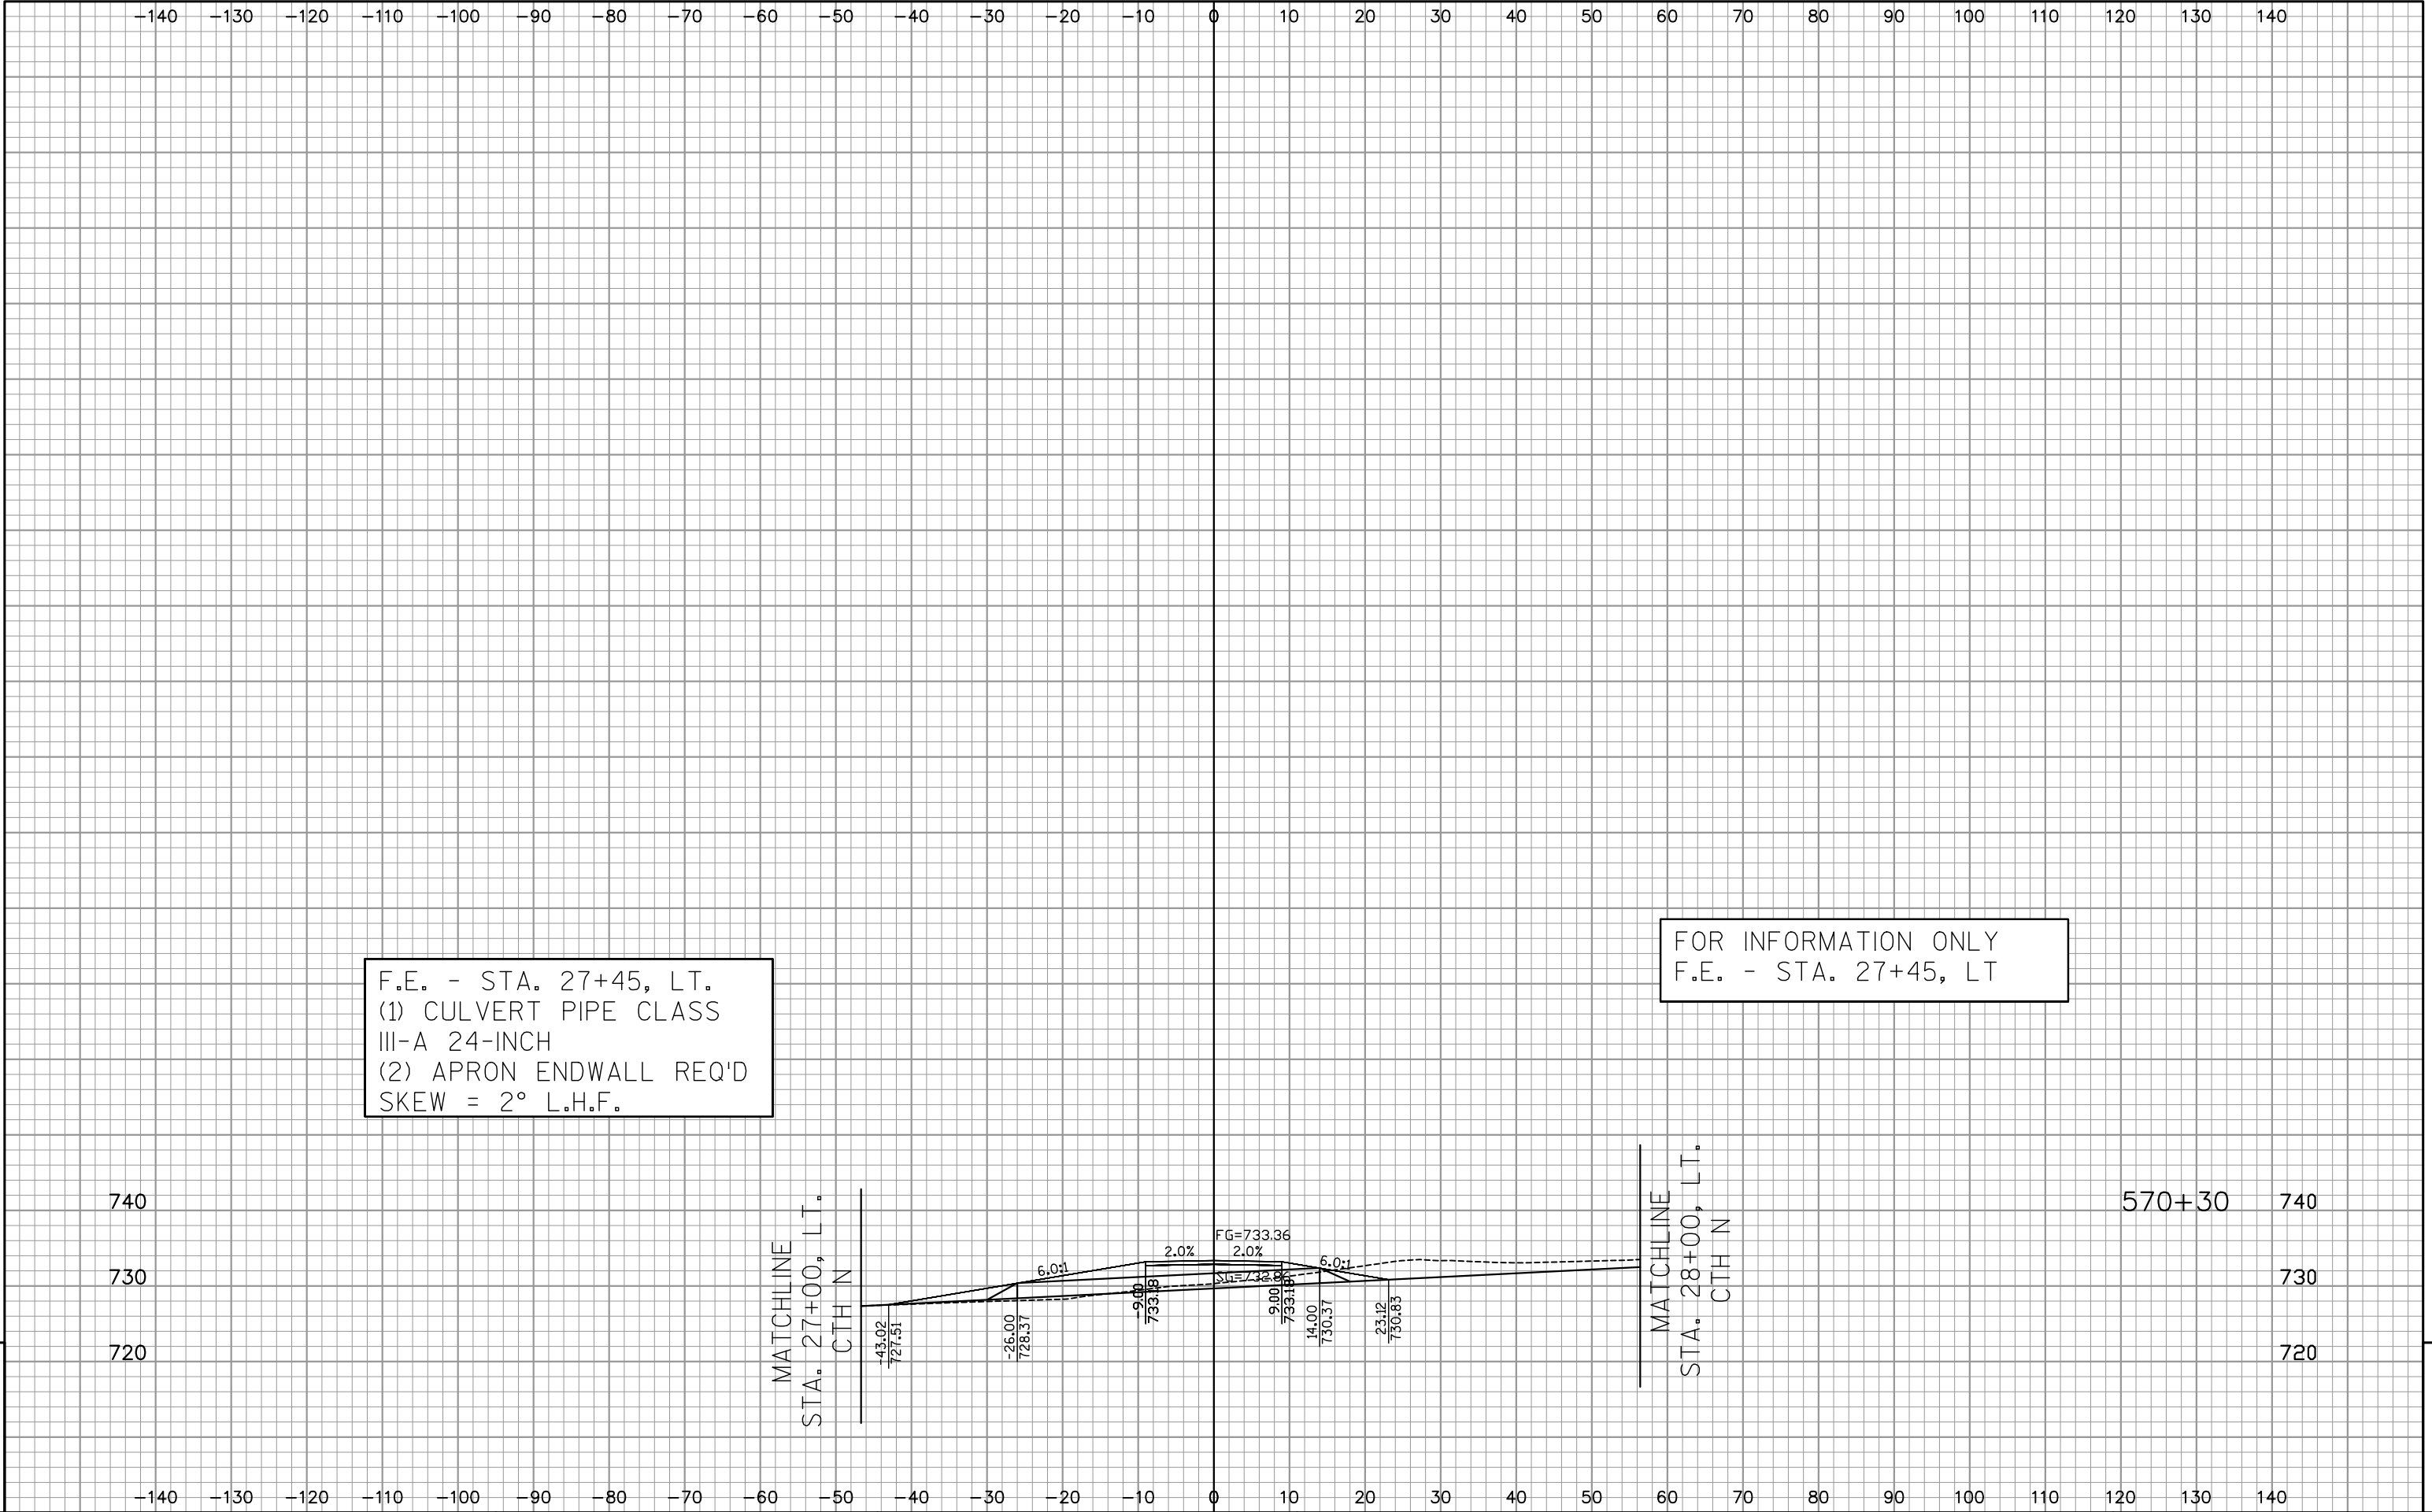 -140 -130 -120 -110 -100 -90 -80 -70 -60 -50 -40 -30 -20 -10 0 10 20 30 40 50 60 70 80 90 100 110 120 130 140
FOR INFORMATION ONLY
F.E. - STA. 27+45, LT
F.E. - STA. 27+45, LT.
(1) CULVERT PIPE CLASS
III-A 24-INCH
(2) APRON ENDWALL REQ'D
SKEW = 2° L.H.F.
740
730
720
MATCHLINE
STA. 27+00, LT.
CTH N
-43.02
727.51
-26.00
728.37
6.0:1
-9.00
733.18
2.0%
FG=733.36
2.0%
SG=732.86
9.00
733.18
6.0:1
14.00
730.37
23.12
730.83
MATCHLINE
STA. 28+00, LT.
CTH N
570+30
740
730
720
-140 -130 -120 -110 -100 -90 -80 -70 -60 -50 -40 -30 -20 -10 0 10 20 30 40 50 60 70 80 90 100 110 120 130 140